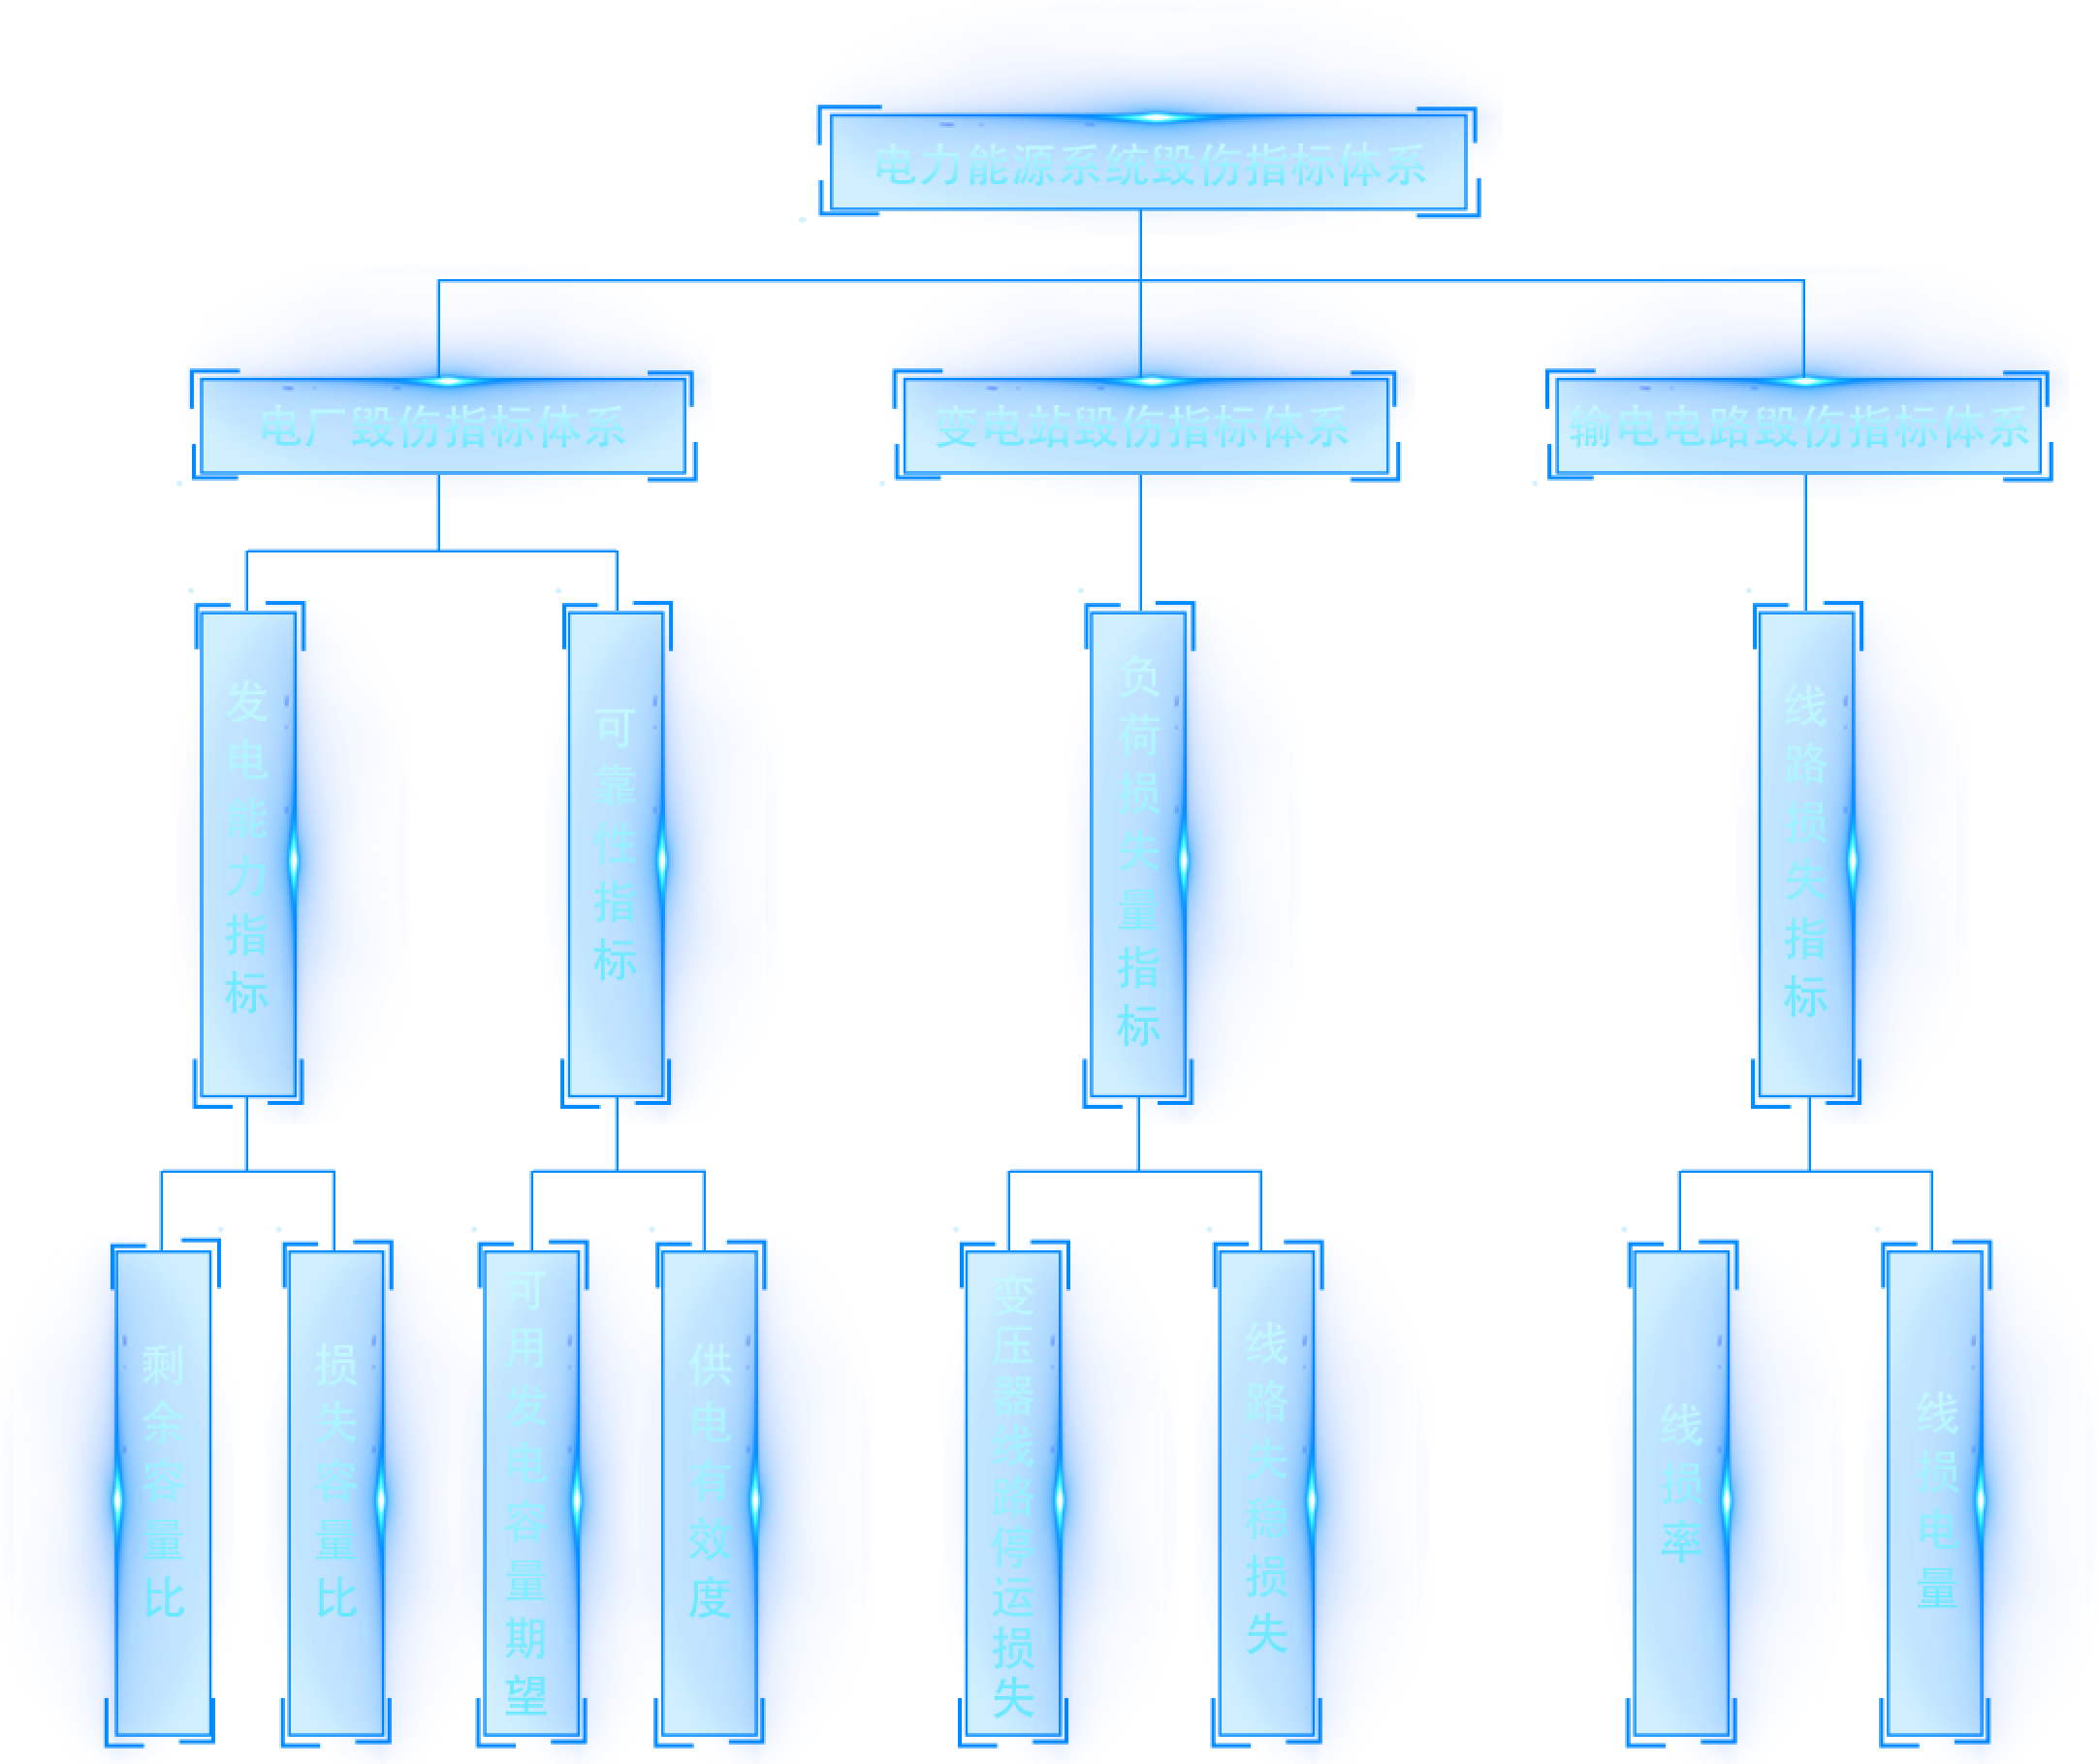 电力能源系统毁伤指标体系
电厂毁伤指标体系
变电站毁伤指标体系
输电电路毁伤指标体系
发电能力指标
可靠性指标
负荷损失量指标
线路损失指标
剩余容量比
损失容量比
可用发电容量期望
供电有效度
变压器线路停运损失
线路失稳损失
线损率
线损电量